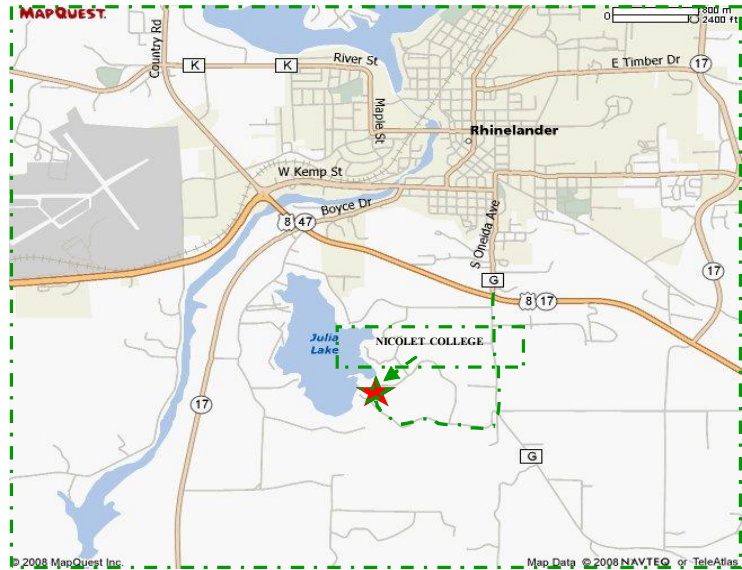 MAPQUEST.
800 m
0
2400 ft
Country Rd
K
K
River St
E Timber Dr
17
Maple St
Rhinelander
W Kemp St
Boyce Dr
8 47
S Oneida Ave
G
17
8 17
Julia
Lake
NICOLET COLLEGE
17
G
© 2008 MapQuest Inc.
Map Data © 2008 NAVTEQ or TeleAtlas